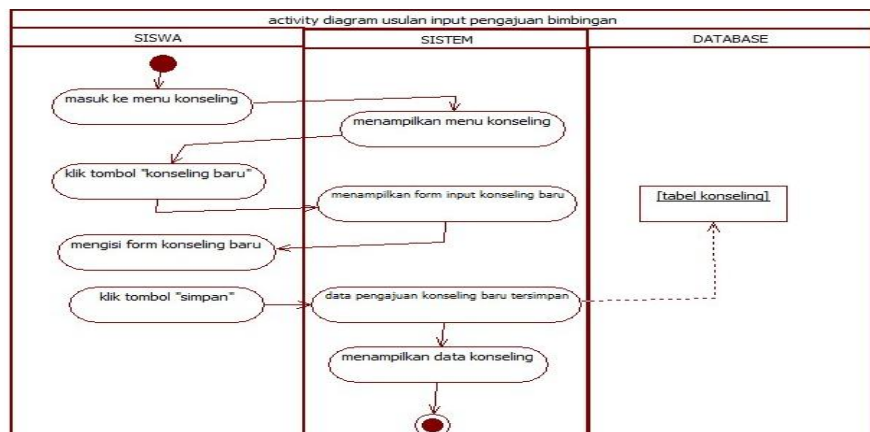 activity diagram usulan input pengajuan bimbingan
SISWA
SISTEM
DATABASE
masuk ke menu konseling
menampilkan menu konseling
klik tombol "konseling baru"
menampilkan form input konseling baru
[tabel konseling]
mengisi form konseling baru
klik tombol "simpan"
data pengajuan konseling baru tersimpan
menampilkan data konseling